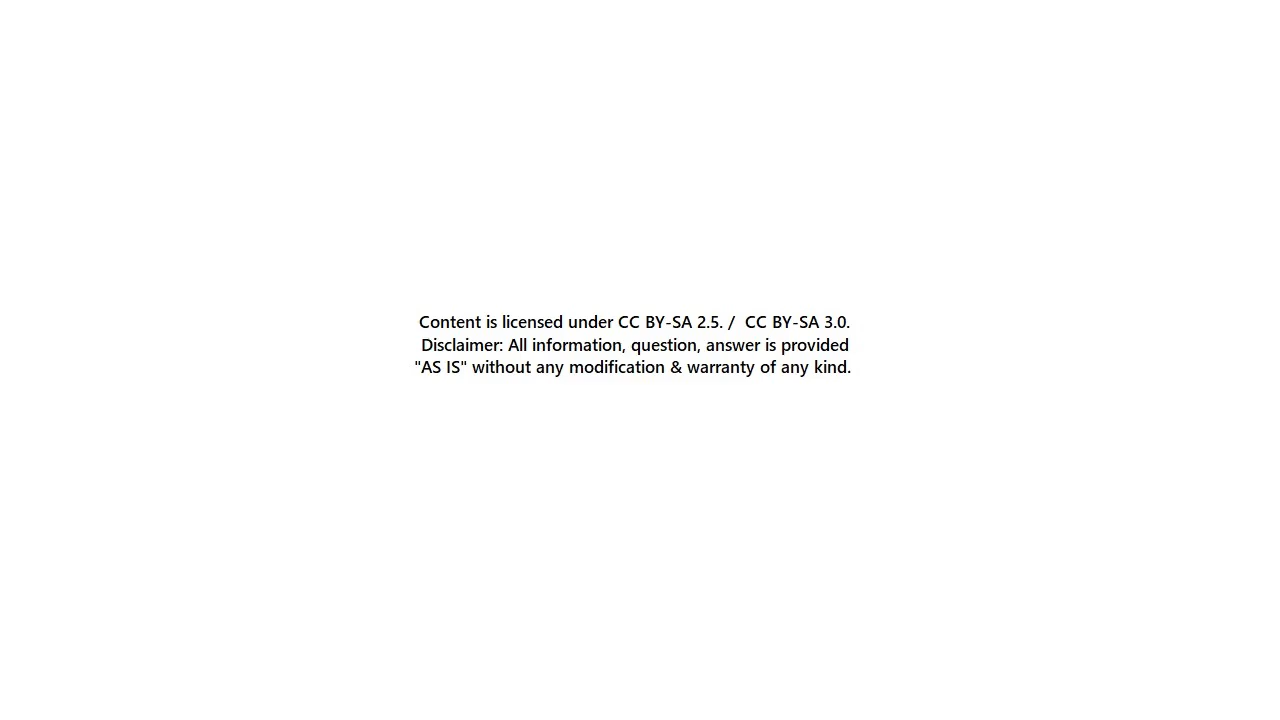 Content is licensed under CC BY-SA 2.5. /  CC BY-SA 3.0.
Disclaimer: All information, question, answer is provided
"AS IS" without any modification & warranty of any kind.